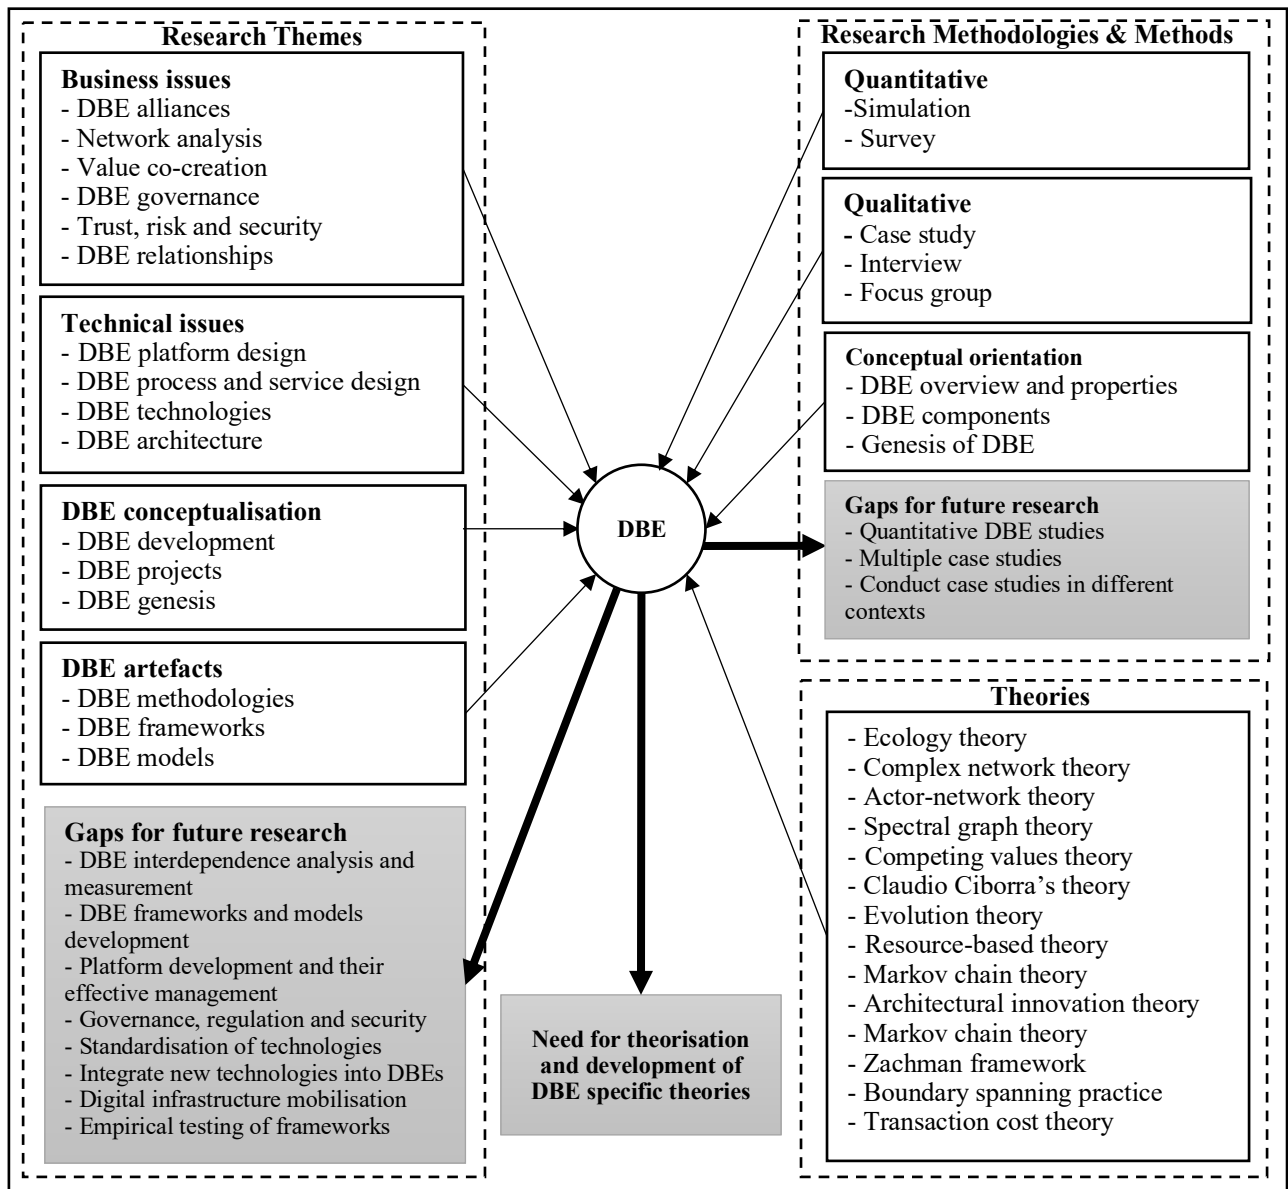 Research Themes
Business issues
- DBE alliances
- Network analysis
- Value co-creation
- DBE governance
- Trust, risk and security
- DBE relationships
Technical issues
- DBE platform design
- DBE process and service design
- DBE technologies
- DBE architecture
DBE conceptualisation
- DBE development
- DBE projects
- DBE genesis
DBE artefacts
- DBE methodologies
- DBE frameworks
- DBE models
Gaps for future research
- DBE interdependence analysis and
measurement
- DBE frameworks and models
development
- Platform development and their
effective management
- Governance, regulation and security
- Standardisation of technologies
- Integrate new technologies into DBEs
- Digital infrastructure mobilisation
- Empirical testing of frameworks
DBE
Need for theorisation
and development of
DBE specific theories
Research Methodologies & Methods
Quantitative
-Simulation
- Survey
Qualitative
- Case study
- Interview
- Focus group
Conceptual orientation
- DBE overview and properties
- DBE components
- Genesis of DBE
Gaps for future research
- Quantitative DBE studies
- Multiple case studies
- Conduct case studies in different
contexts
Theories
- Ecology theory
- Complex network theory
- Actor-network theory
- Spectral graph theory
- Competing values theory
- Claudio Ciborra’s theory
- Evolution theory
- Resource-based theory
- Markov chain theory
- Architectural innovation theory
- Markov chain theory
- Zachman framework
- Boundary spanning practice
- Transaction cost theory